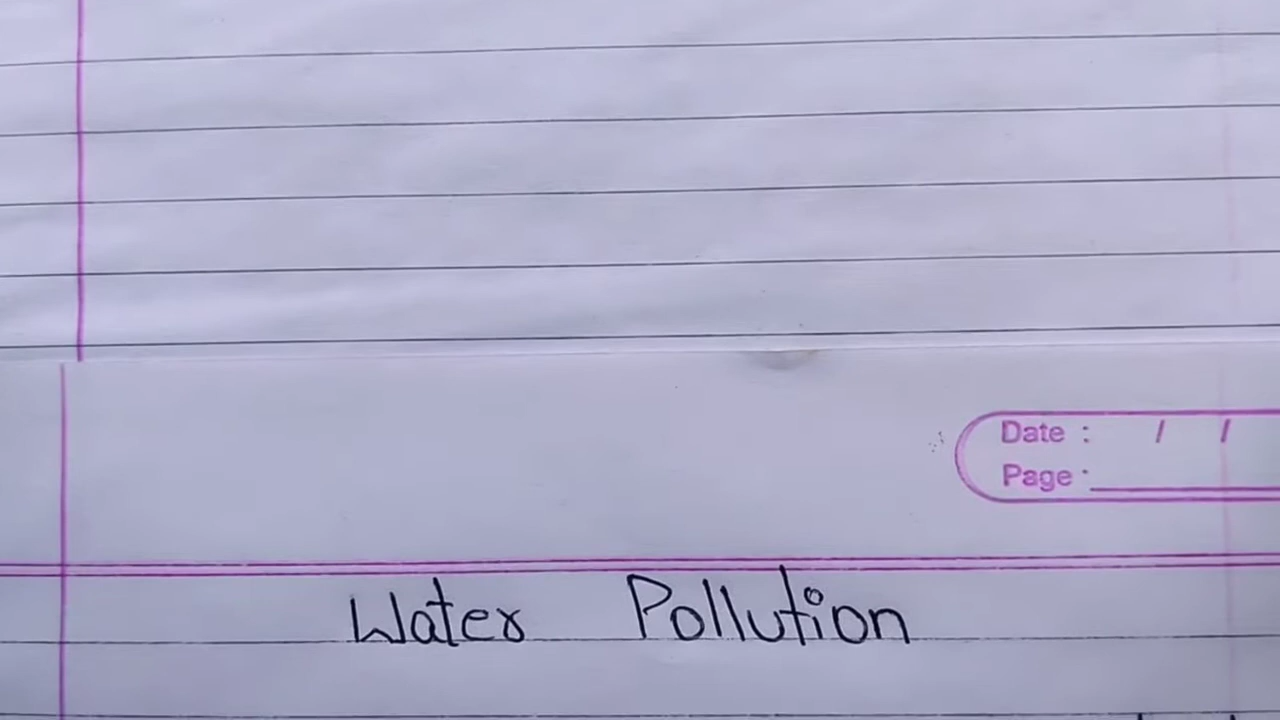 Date : / /
Page :
Water Pollution